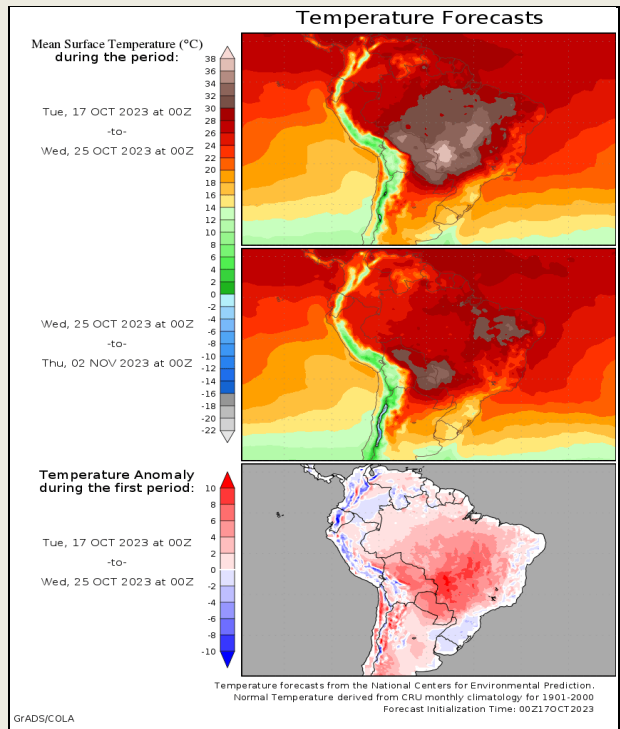 Temperature Forecasts
Mean Surface Temperature (°C)
during the period:
Tue, 17 OCT 2023 at 00Z
-to-
Wed, 25 OCT 2023 at 00Z
38
36
34
32
30
28
26
24
22
20
18
16
14
12
10
8
6
4
2
0
-2
-4
-6
-8
-10
-12
-14
-16
-18
-20
-22
Wed, 25 OCT 2023 at 00Z
-to-
Thu, 02 NOV 2023 at 00Z
Temperature Anomaly
during the first period:
Tue, 17 OCT 2023 at 00Z
-to-
Wed, 25 OCT 2023 at 00Z
10
8
6
4
2
0
-2
-4
-6
-8
-10
Temperature forecasts from the National Centers for Environmental Prediction.
Normal Temperature derived from CRU monthly climatology for 1901-2000
Forecast Initialization Time: 00Z17OCT2023
GrADS/COLA